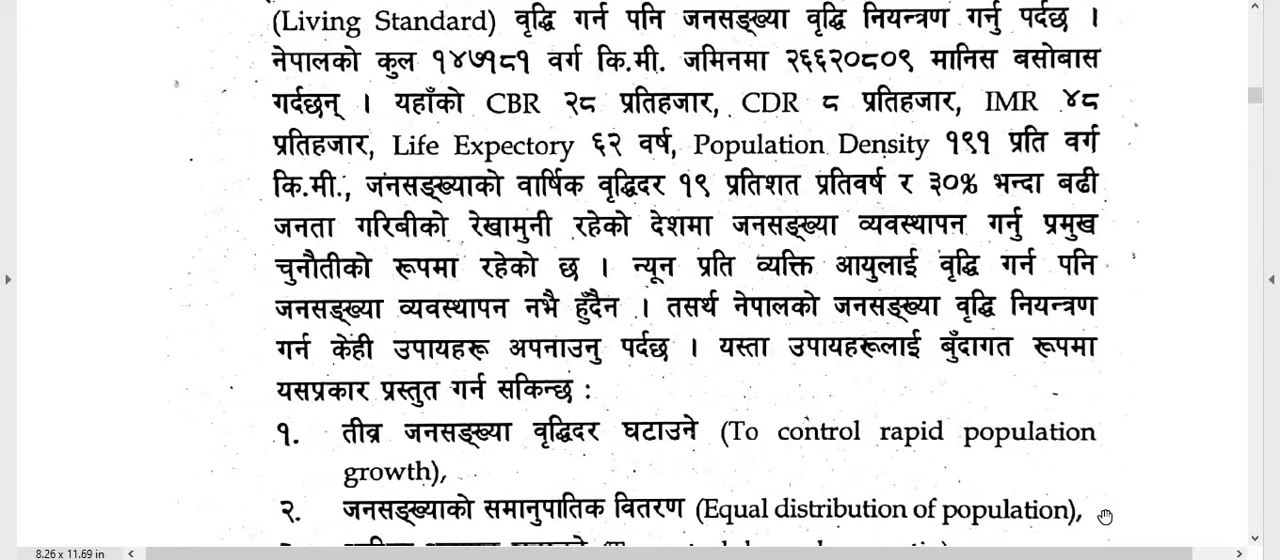 (Living Standard) वृद्धि गर्न पनि जनसङ्ख्या वृद्धि नियन्त्रण गर्नु पर्दछ ।
नेपालको कुल १४७१८१ वर्ग कि.मी. जमिनमा २६६२०८०९ मानिस बसोबास
गर्दछन् । यहाँको CBR २८ प्रतिहजार, CDR ८ प्रतिहजार, IMR ४८
प्रतिहजार, Life Expectory ६२ वर्ष, Population Density १९१ प्रति वर्ग
कि.मी., जनसङ्ख्याको वार्षिक वृद्धिदर १९ प्रतिशत प्रतिवर्ष र ३०% भन्दा बढी
जनता गरिबीको रेखामुनी रहेको देशमा जनसङ्ख्या व्यवस्थापन गर्नु प्रमुख
चुनौतीको रूपमा रहेको छ । न्यून प्रति व्यक्ति आयुलाई वृद्धि गर्न पनि
जनसङ्ख्या व्यवस्थापन नभै हुँदैन । तसर्थ नेपालको जनसङ्ख्या वृद्धि नियन्त्रण
गर्न केही उपायहरू अपनाउनु पर्दछ । यस्ता उपायहरूलाई बुँदागत रूपमा
यसप्रकार प्रस्तुत गर्न सकिन्छ :
१. तीव्र जनसङ्ख्या वृद्धिदर घटाउने (To control rapid population
growth),
२. जनसङ्ख्याको समानुपातिक वितरण (Equal distribution of population),
8.26 x 11.69 in